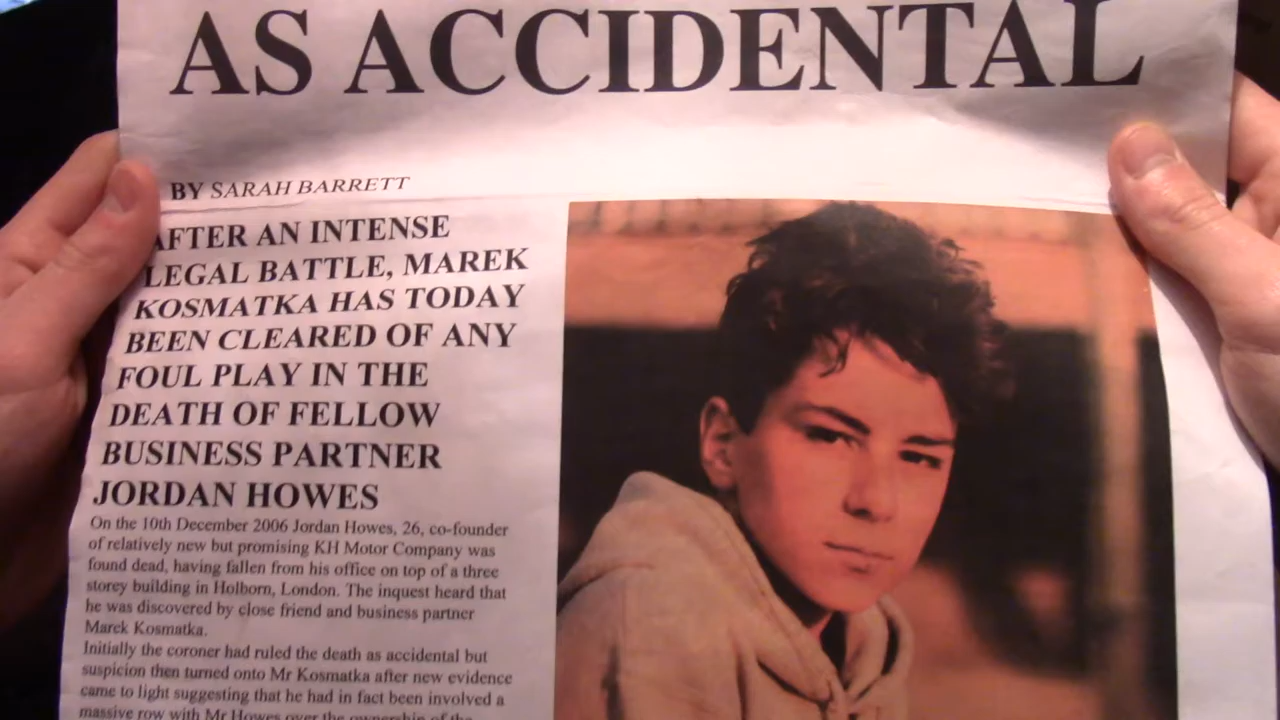 AS ACCIDENTAL
BY SARAH BARRETT
AFTER AN INTENSE
LEGAL BATTLE, MAREK
KOSMATKA HAS TODAY
BEEN CLEARED OF ANY
FOUL PLAY IN THE
DEATH OF FELLOW
BUSINESS PARTNER
JORDAN HOWES
On the 10th December 2006 Jordan Howes, 26, co-founder
of relatively new but promising KH Motor Company was
found dead, having fallen from his office on top of a three
storey building in Holborn, London. The inquest heard that
he was discovered by close friend and business partner
Marek Kosmatka.
Initially the coroner had ruled the death as accidental but
suspicion then turned onto Mr Kosmatka after new evidence
came to light suggesting that he had in fact been involved a
massive row with Mr Howes over the ownership of the